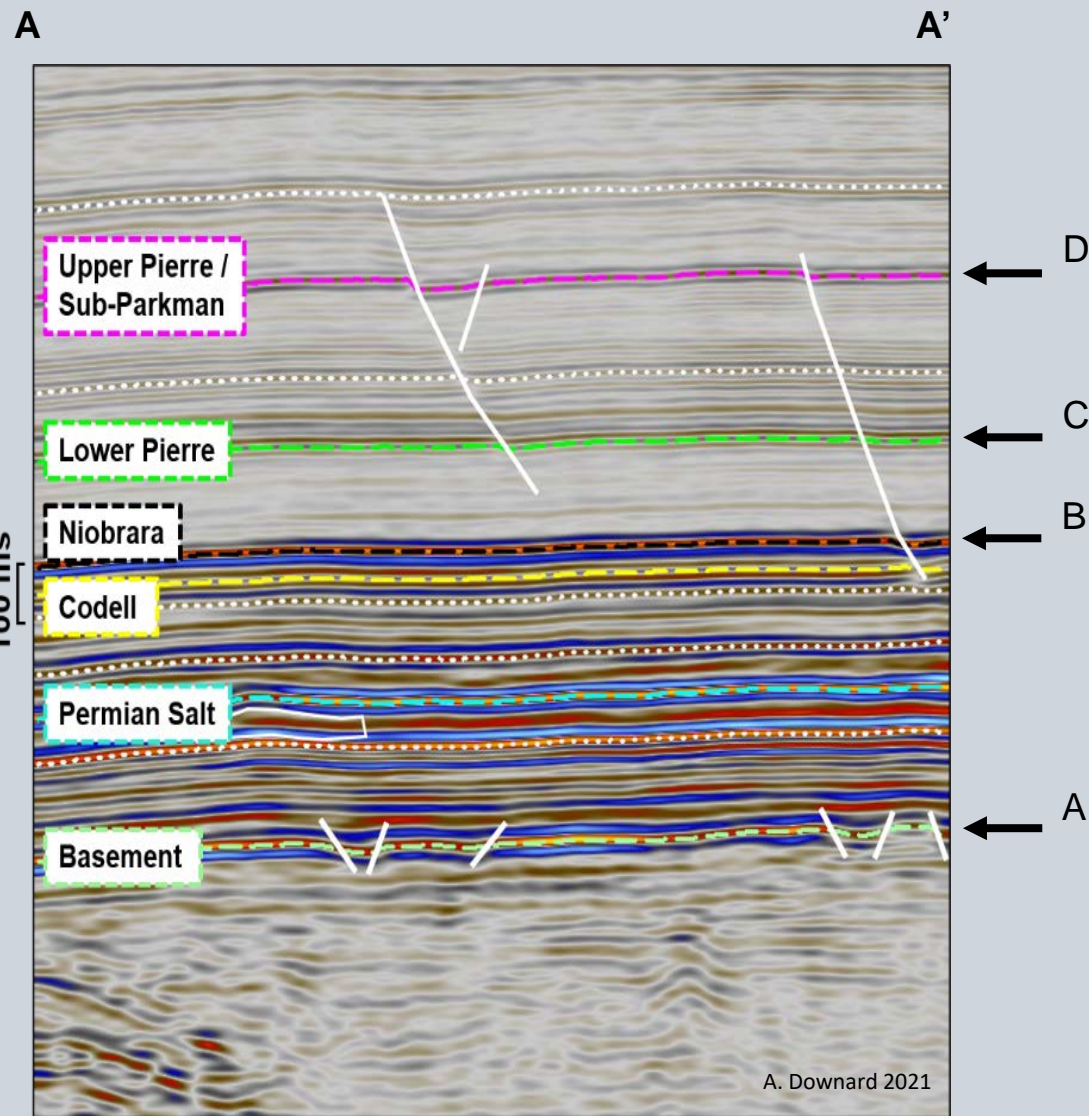 A
A’
Upper Pierre /
Sub-Parkman
D
Lower Pierre
C
Niobrara
B
Codell
Permian Salt
A
Basement
A. Downard 2021